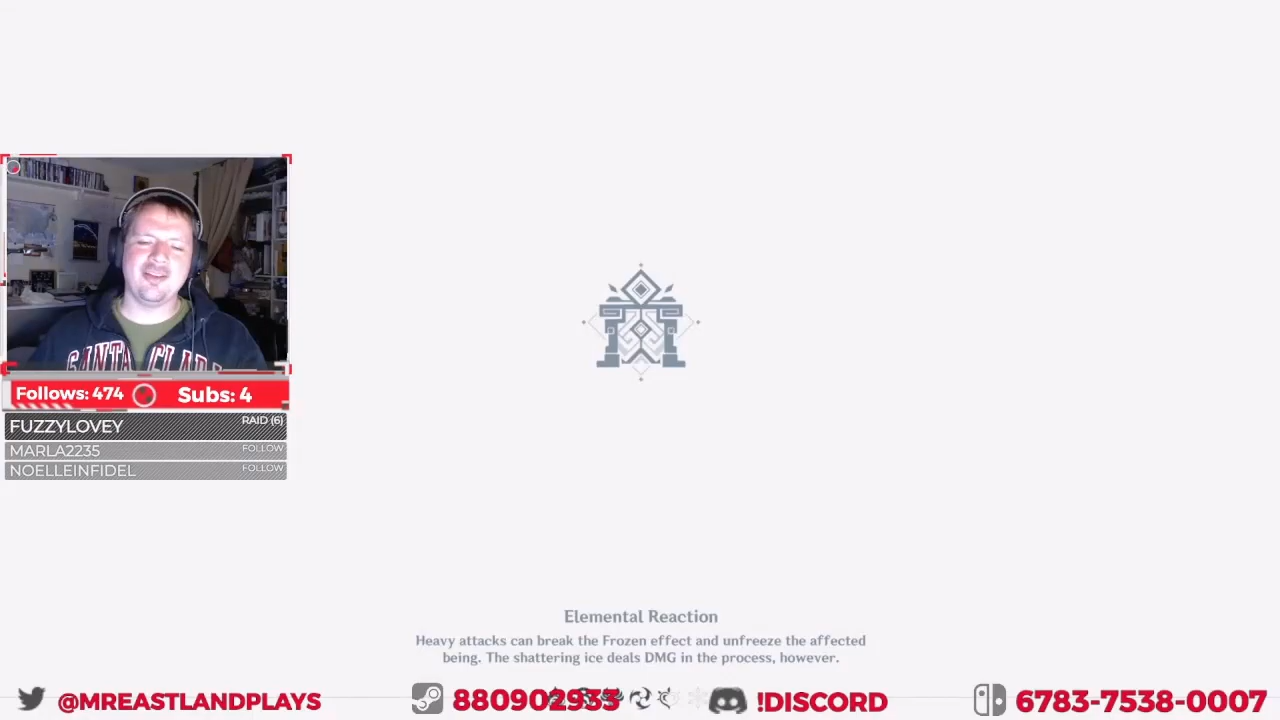 Follows: 474
Subs: 4
FUZZYLOVEY
RAID (6)
MARLA2235
FOLLOW
NOELLEINFIDEL
FOLLOW
Elemental Reaction
Heavy attacks can break the Frozen effect and unfreeze the affected
being. The shattering ice deals DMG in the process, however.
@MREASTLANDPLAYS
880902935
!DISCORD
6783-7538-0007